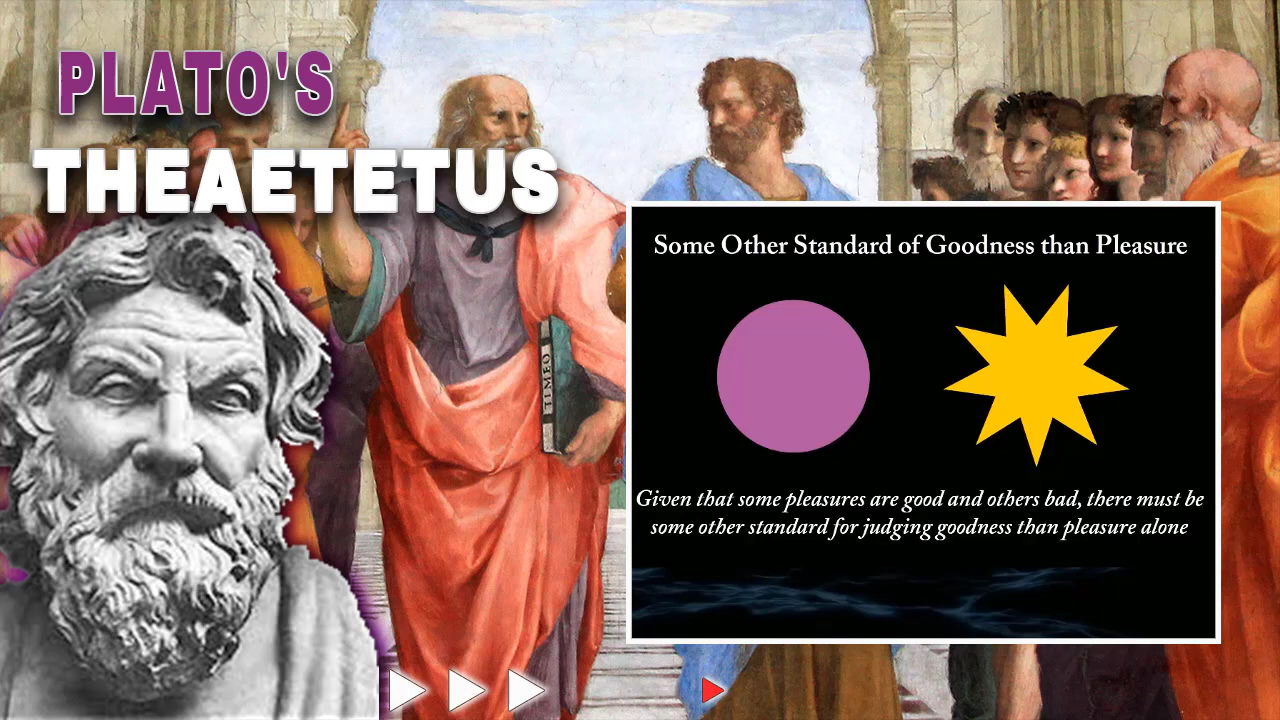 PLATO'S
THEAETETUS
TIMEO
Some Other Standard of Goodness than Pleasure
Given that some pleasures are good and others bad, there must be
some other standard for judging goodness than pleasure alone